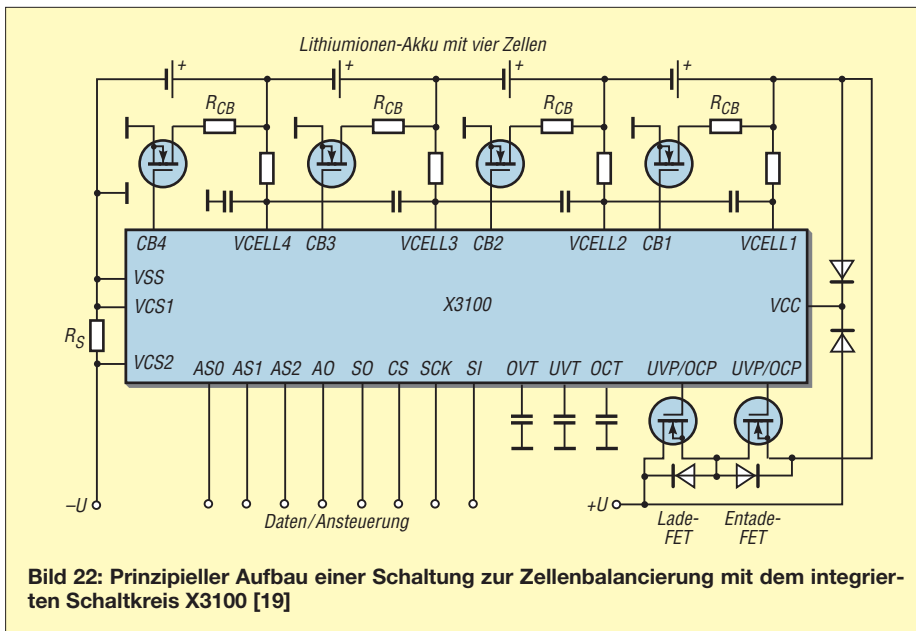 Lithiumionen-Akku mit vier Zellen
+ + + +
RCB RCB RCB RCB
CB4 VCELL4 CB3 VCELL3 CB2 VCELL2 CB1 VCELL1
VSS
VCS1 X3100 VCC
RS
VCS2
AS0 AS1 AS2 AO SO CS SCK SI OVT UVT OCT UVP/OCP UVP/OCP
–U +U
Daten/Ansteuerung Lade- Entade-
FET FET
Bild 22: Prinzipieller Aufbau einer Schaltung zur Zellenbalancierung mit dem integrier-
ten Schaltkreis X3100 [19]